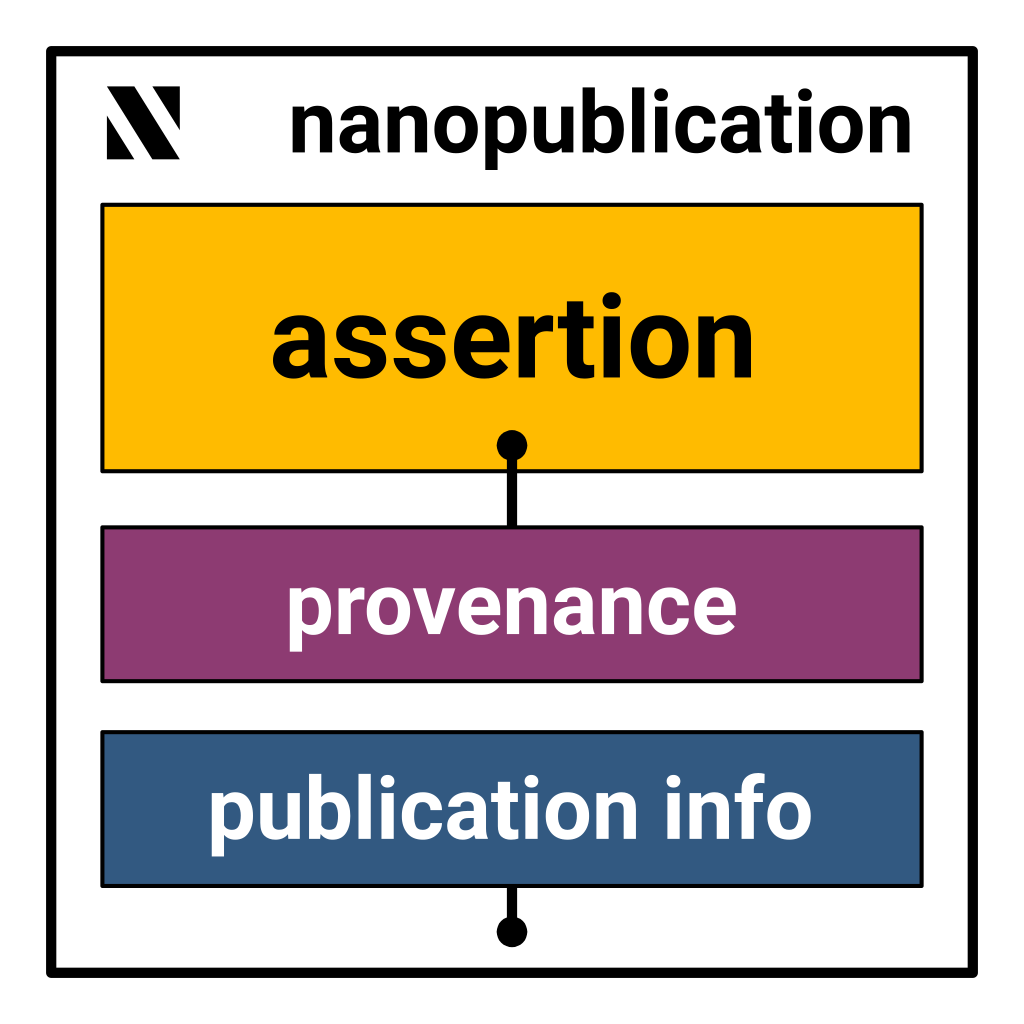 nanopublication
assertion
provenance
publication info